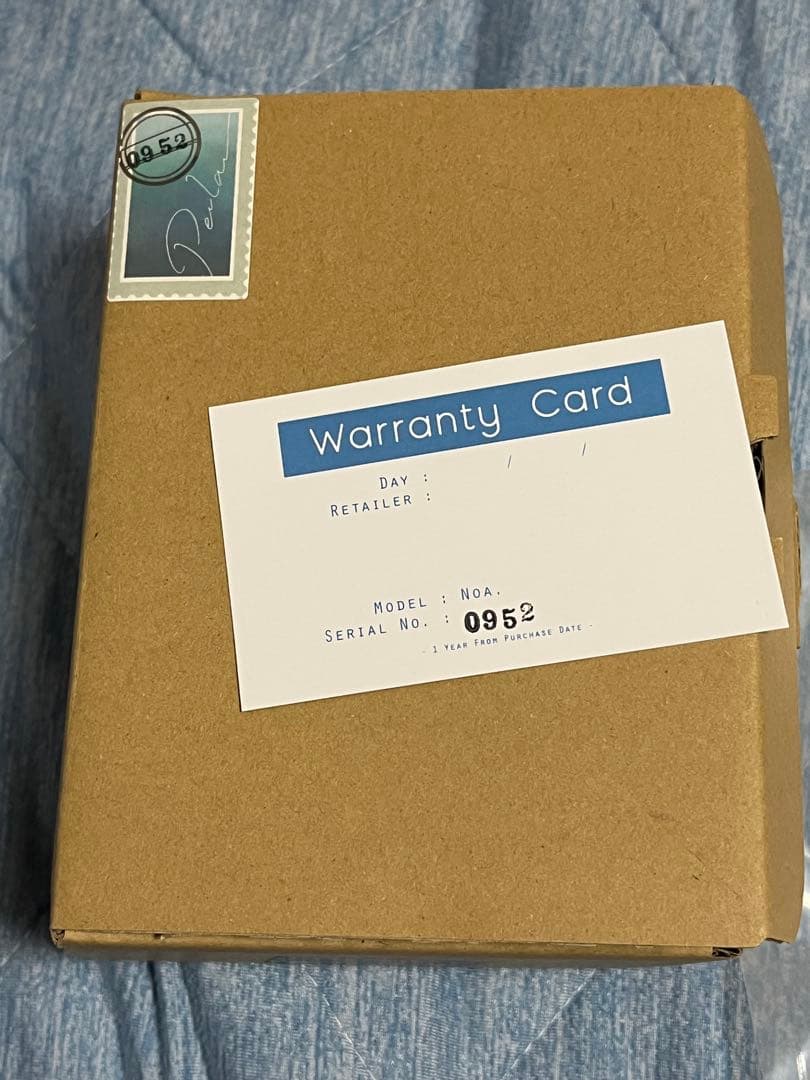 0952
Warranty Card
DAY : / /
RETAILER :
MODEL : NOA.
SERIAL NO. : 0952
- 1 YEAR FROM PURCHASE DATE -